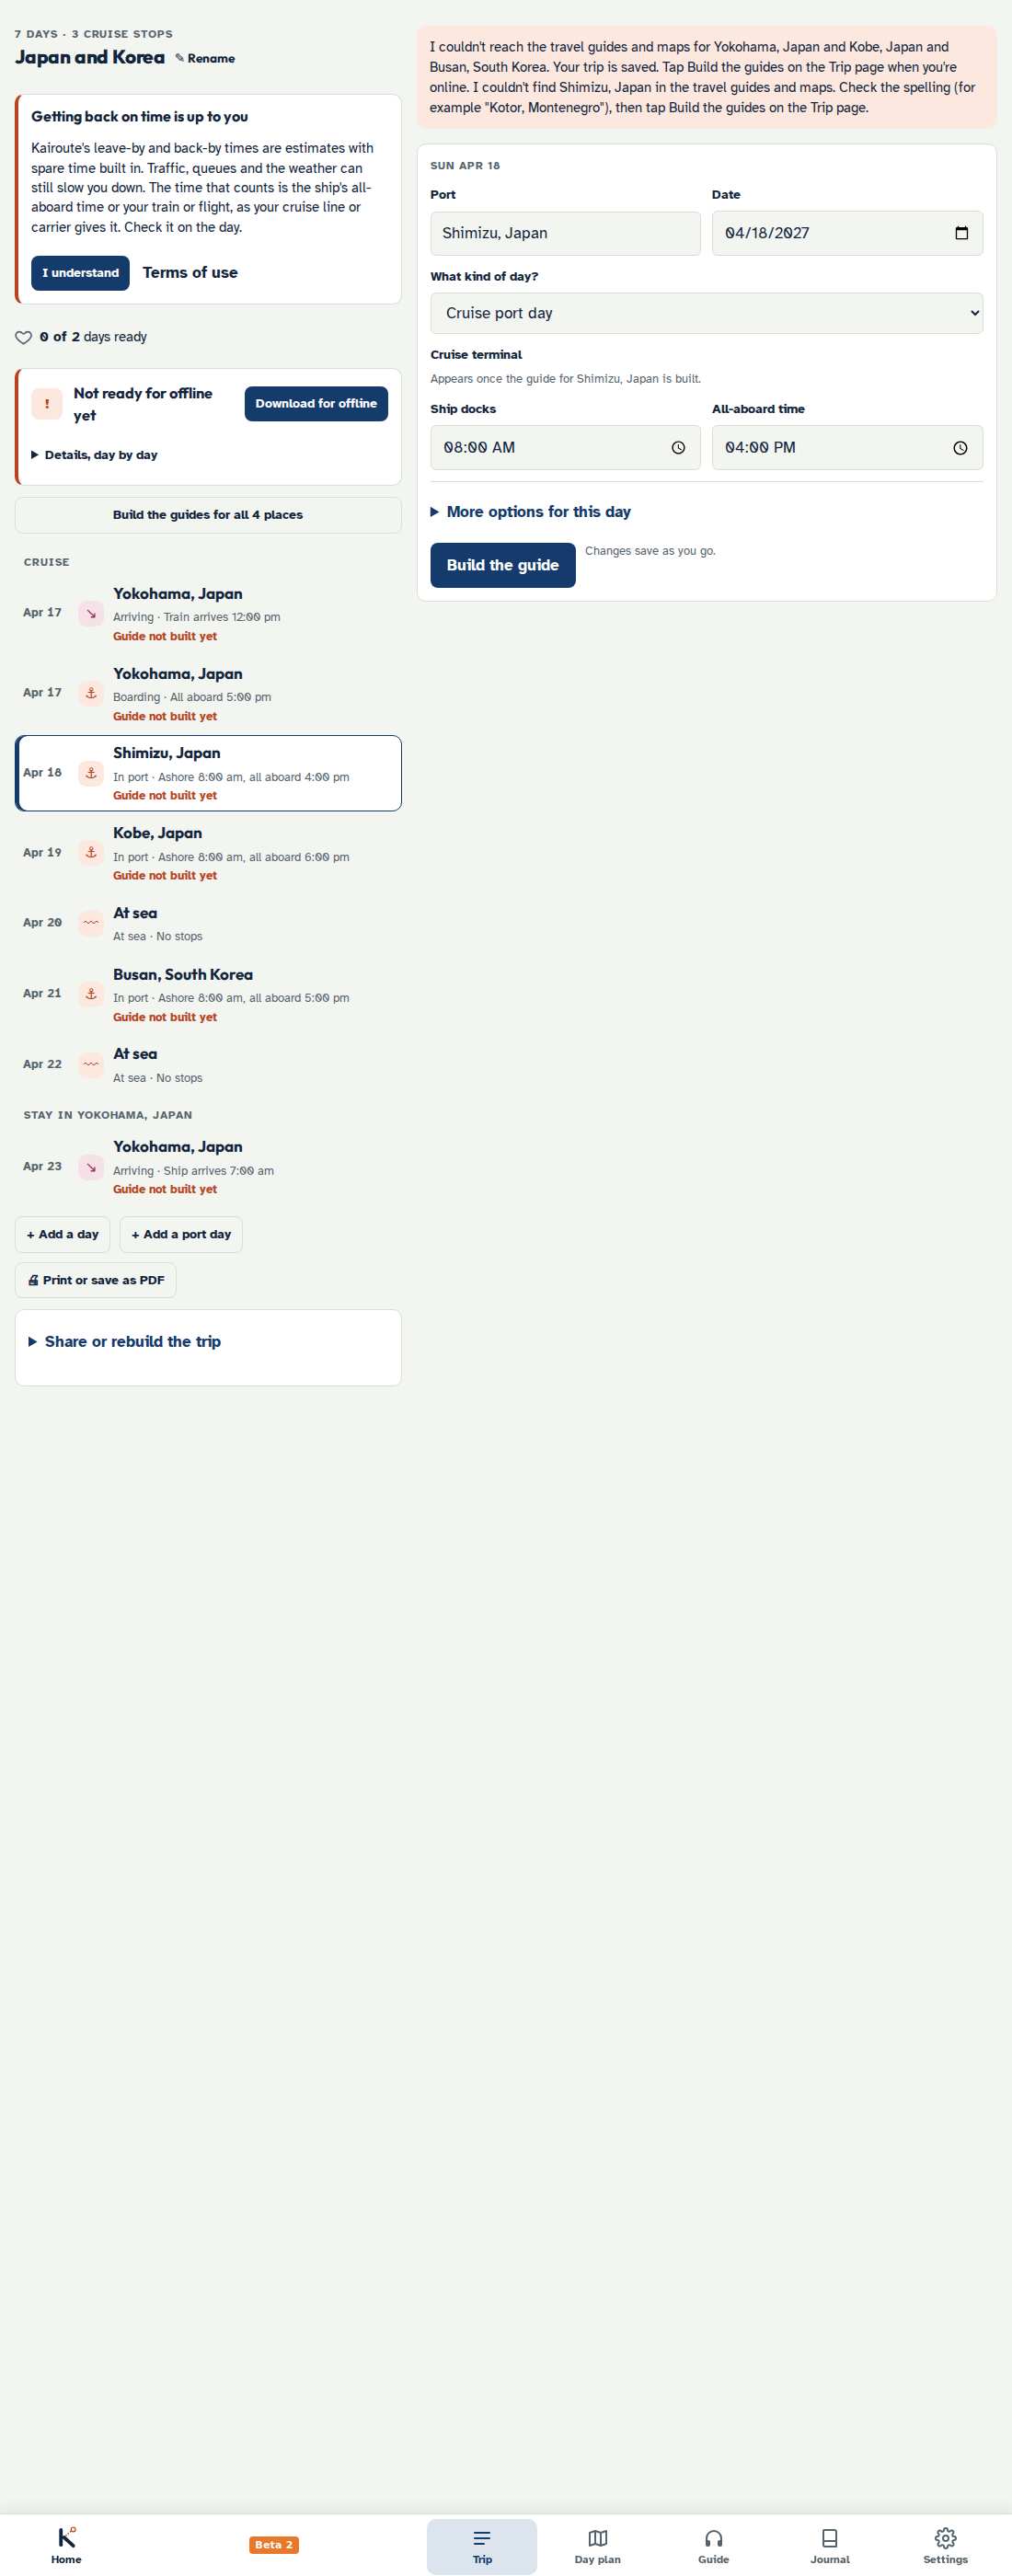 7 DAYS · 3 CRUISE STOPS
Japan and Korea ✎ Rename
Getting back on time is up to you
Kairoute's leave-by and back-by times are estimates with
spare time built in. Traffic, queues and the weather can
still slow you down. The time that counts is the ship's all-
aboard time or your train or flight, as your cruise line or
carrier gives it. Check it on the day.
I understand
Terms of use
0 of 2 days ready
!
Not ready for offline
yet
Download for offline
Details, day by day
Build the guides for all 4 places
CRUISE
Apr 17
Yokohama, Japan
Arriving · Train arrives 12:00 pm
Guide not built yet
Apr 17
Yokohama, Japan
Boarding · All aboard 5:00 pm
Guide not built yet
Apr 18
Shimizu, Japan
In port · Ashore 8:00 am, all aboard 4:00 pm
Guide not built yet
Apr 19
Kobe, Japan
In port · Ashore 8:00 am, all aboard 6:00 pm
Guide not built yet
Apr 20
At sea
At sea · No stops
Apr 21
Busan, South Korea
In port · Ashore 8:00 am, all aboard 5:00 pm
Guide not built yet
Apr 22
At sea
At sea · No stops
STAY IN YOKOHAMA, JAPAN
Apr 23
Yokohama, Japan
Arriving · Ship arrives 7:00 am
Guide not built yet
+ Add a day
+ Add a port day
Print or save as PDF
Share or rebuild the trip
I couldn't reach the travel guides and maps for Yokohama, Japan and Kobe, Japan and
Busan, South Korea. Your trip is saved. Tap Build the guides on the Trip page when you're
online. I couldn't find Shimizu, Japan in the travel guides and maps. Check the spelling (for
example "Kotor, Montenegro"), then tap Build the guides on the Trip page.
SUN APR 18
Port
Date
Shimizu, Japan
04/18/2027
What kind of day?
Cruise port day
Cruise terminal
Appears once the guide for Shimizu, Japan is built.
Ship docks
All-aboard time
08:00 AM
04:00 PM
More options for this day
Build the guide
Changes save as you go.
Home
Beta 2
Trip
Day plan
Guide
Journal
Settings